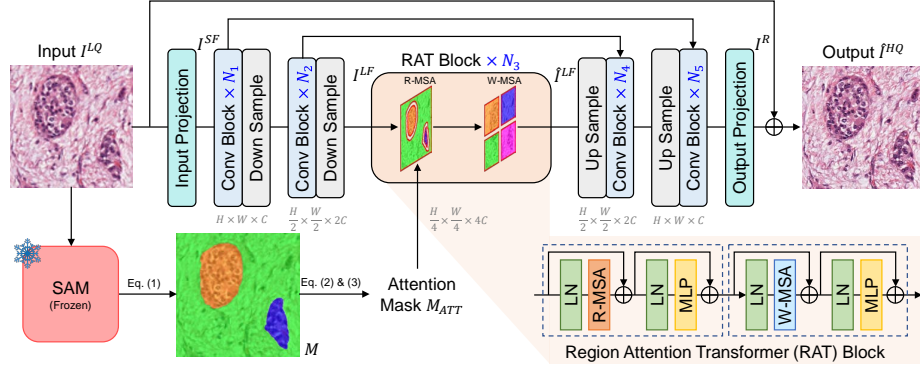 Input I^{LQ}
Input Projection
I^{SF}
Conv Block × N_1
Down Sample
H × W × C
Conv Block × N_2
Down Sample
H/2 × W/2 × 2C
I^{LF}
RAT Block × N_3
R-MSA
W-MSA
H/4 × W/4 × 4C
Î^{LF}
Up Sample
Conv Block × N_4
H/2 × W/2 × 2C
Up Sample
Conv Block × N_5
H × W × C
Output Projection
I^R
Output Î^{HQ}
SAM
(Frozen)
Eq. (1)
M
Eq. (2) & (3)
Attention
Mask M_{ATT}
LN
R-MSA
LN
MLP
LN
W-MSA
LN
MLP
Region Attention Transformer (RAT) Block